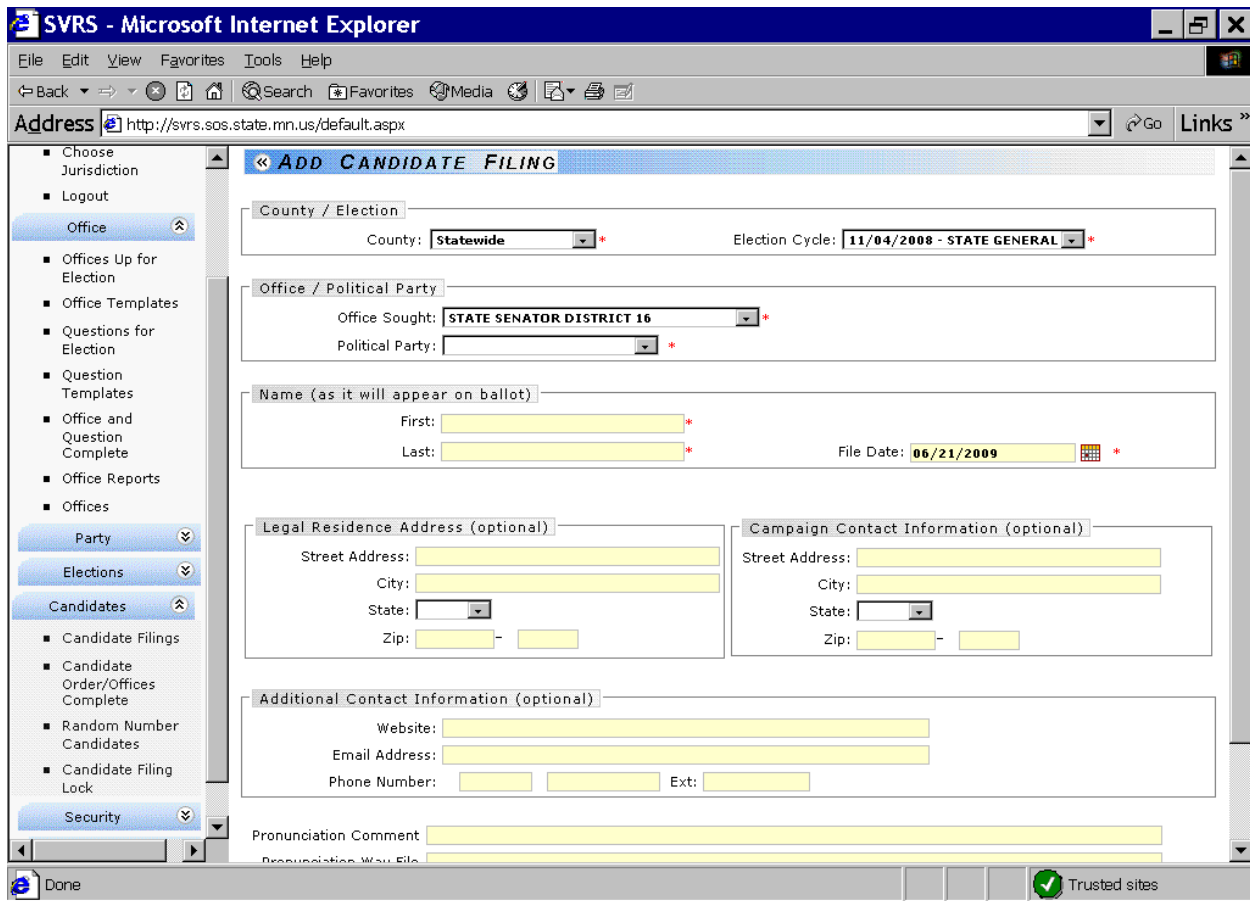 SVRS - Microsoft Internet Explorer
File Edit View Favorites Tools Help
Back Search Favorites Media
Address http://svrs.sos.state.mn.us/default.aspx Go Links »
Choose Jurisdiction
Logout
Office
Offices Up for Election
Office Templates
Questions for Election
Question Templates
Office and Question Complete
Office Reports
Offices
Party
Elections
Candidates
Candidate Filings
Candidate Order/Offices Complete
Random Number Candidates
Candidate Filing Lock
Security
« ADD CANDIDATE FILING
County / Election
County: Statewide * Election Cycle: 11/04/2008 - STATE GENERAL *
Office / Political Party
Office Sought: STATE SENATOR DISTRICT 16 *
Political Party: *
Name (as it will appear on ballot)
First: *
Last: * File Date: 06/21/2009 *
Legal Residence Address (optional)
Street Address:
City:
State:
Zip: -
Campaign Contact Information (optional)
Street Address:
City:
State:
Zip: -
Additional Contact Information (optional)
Website:
Email Address:
Phone Number: Ext:
Pronunciation Comment
Pronunciation Wav File
Done Trusted sites